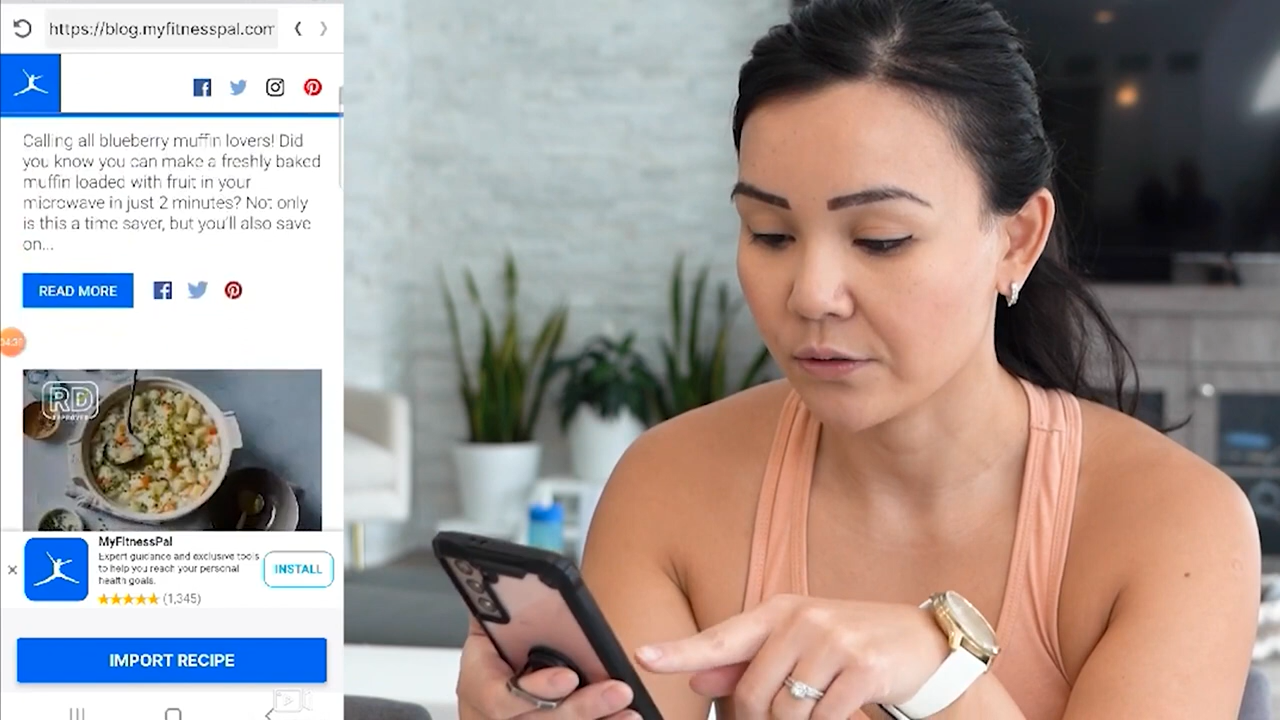 https://blog.myfitnesspal.com
Calling all blueberry muffin lovers! Did
you know you can make a freshly baked
muffin loaded with fruit in your
microwave in just 2 minutes? Not only
is this a time saver, but you'll also save
on...
READ MORE
RD
APPROVED
MyFitnessPal
Expert guidance and exclusive tools
to help you reach your personal
health goals.
INSTALL
(1,345)
IMPORT RECIPE